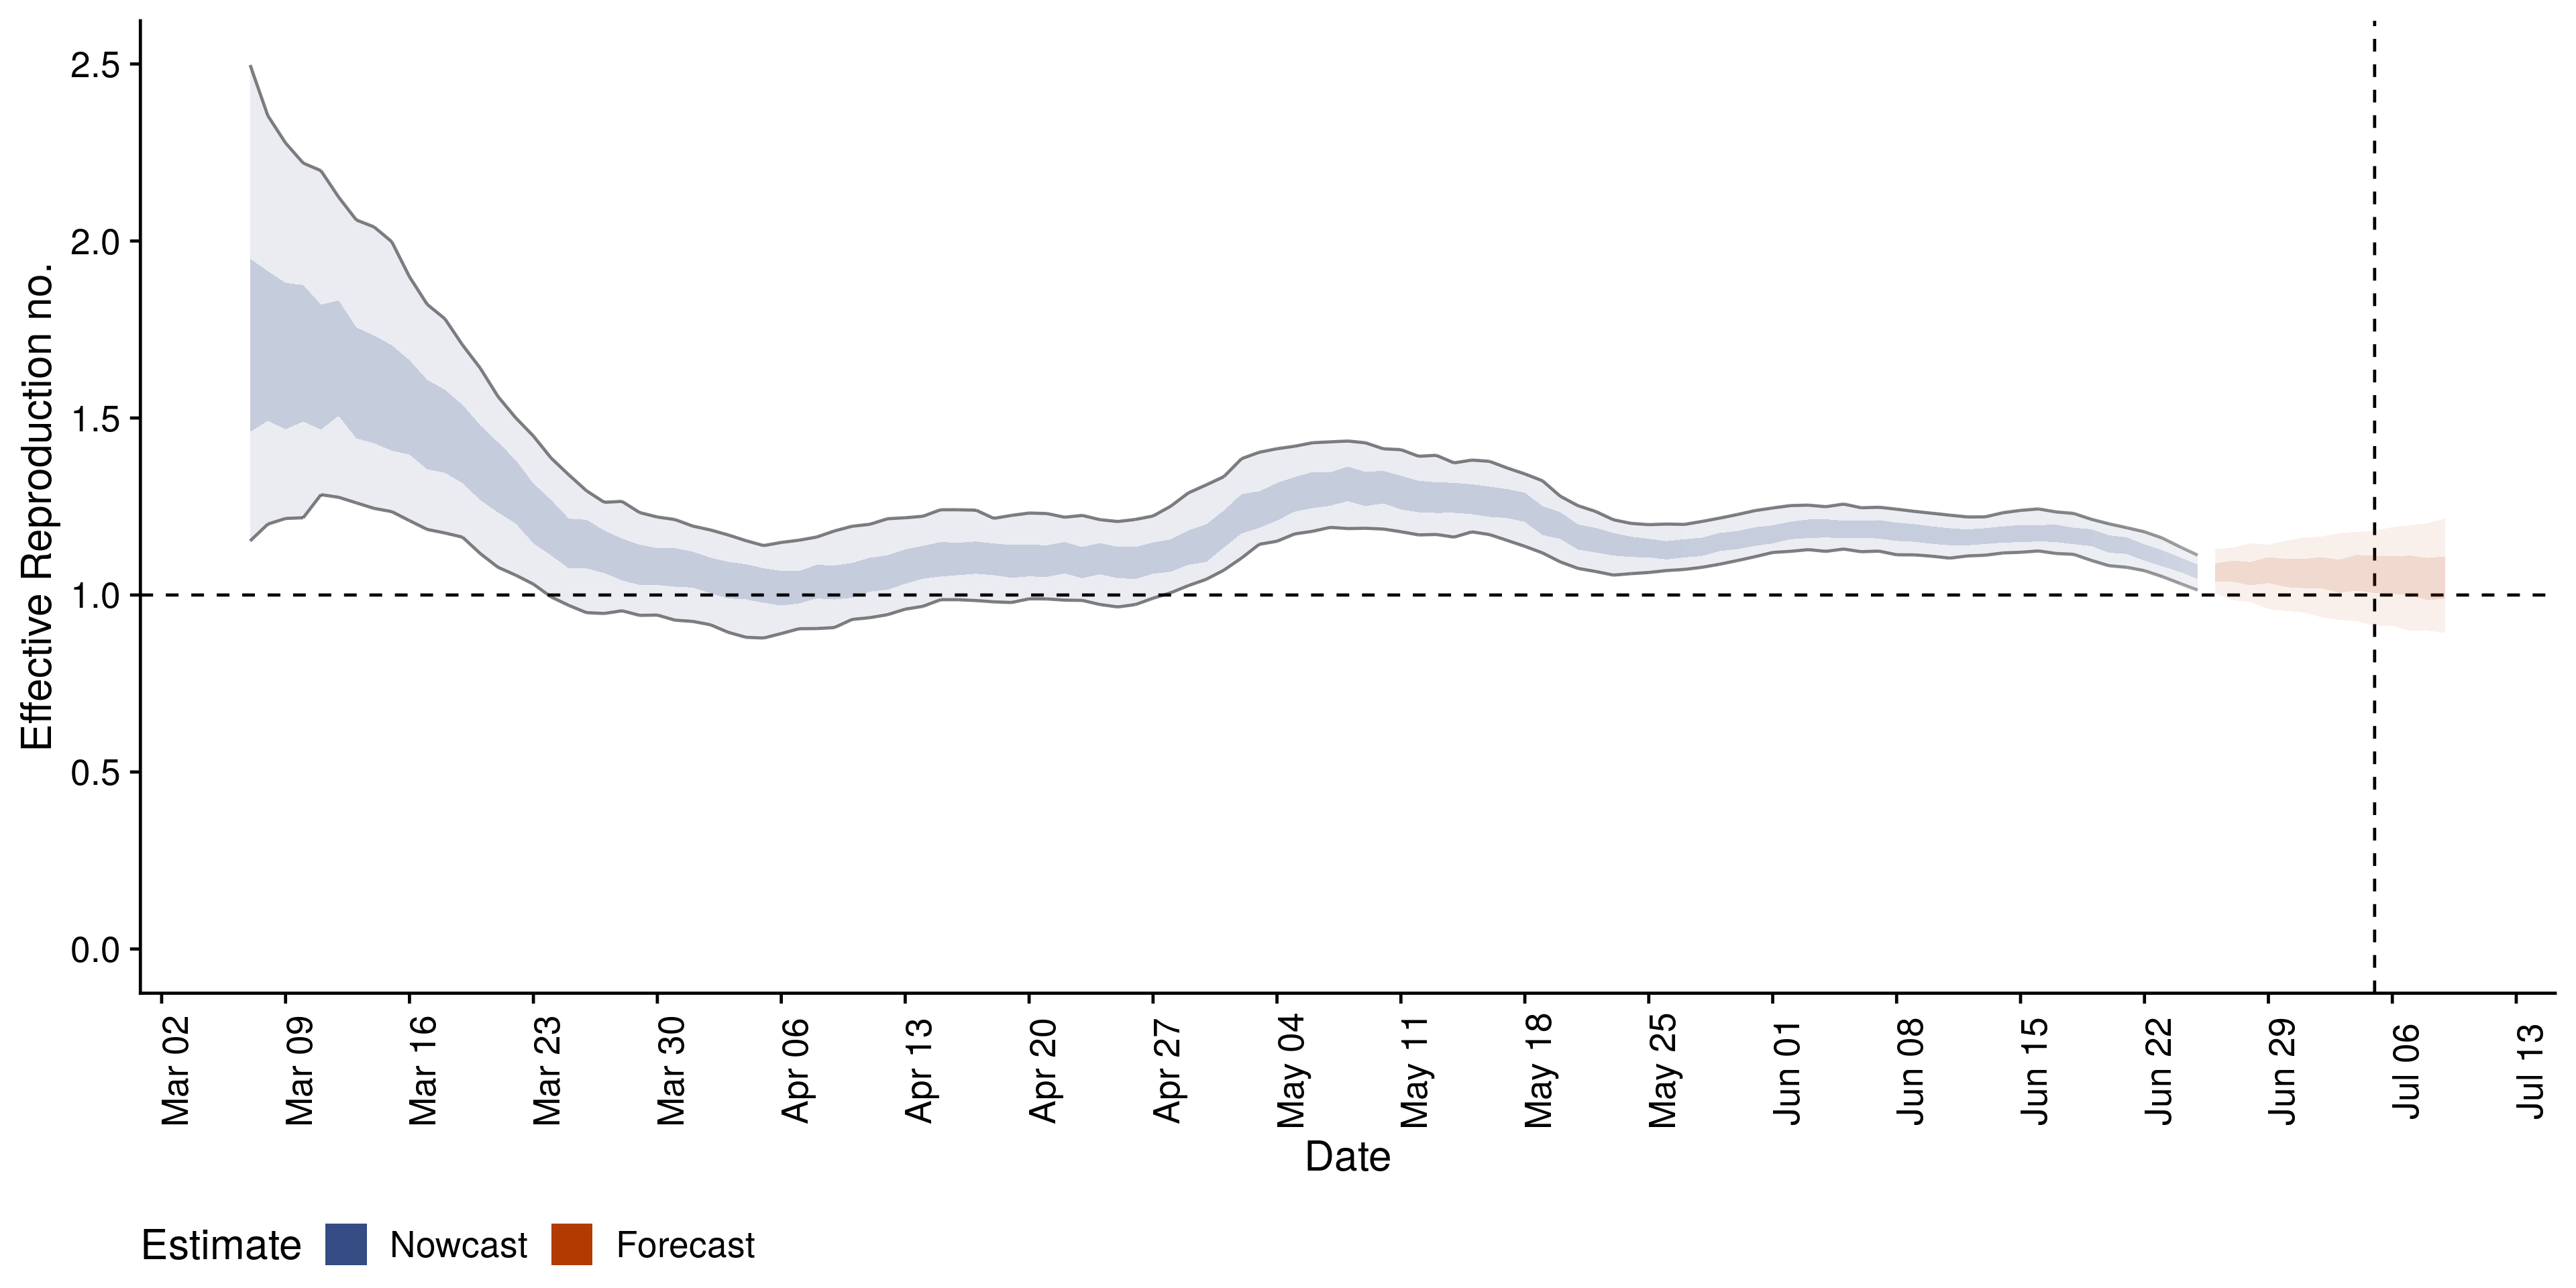 Effective Reproduction no.
2.5
2.0
1.5
1.0
0.5
0.0
Mar 02
Mar 09
Mar 16
Mar 23
Mar 30
Apr 06
Apr 13
Apr 20
Apr 27
May 04
May 11
May 18
May 25
Jun 01
Jun 08
Jun 15
Jun 22
Jun 29
Jul 06
Jul 13
Date
Estimate Nowcast Forecast